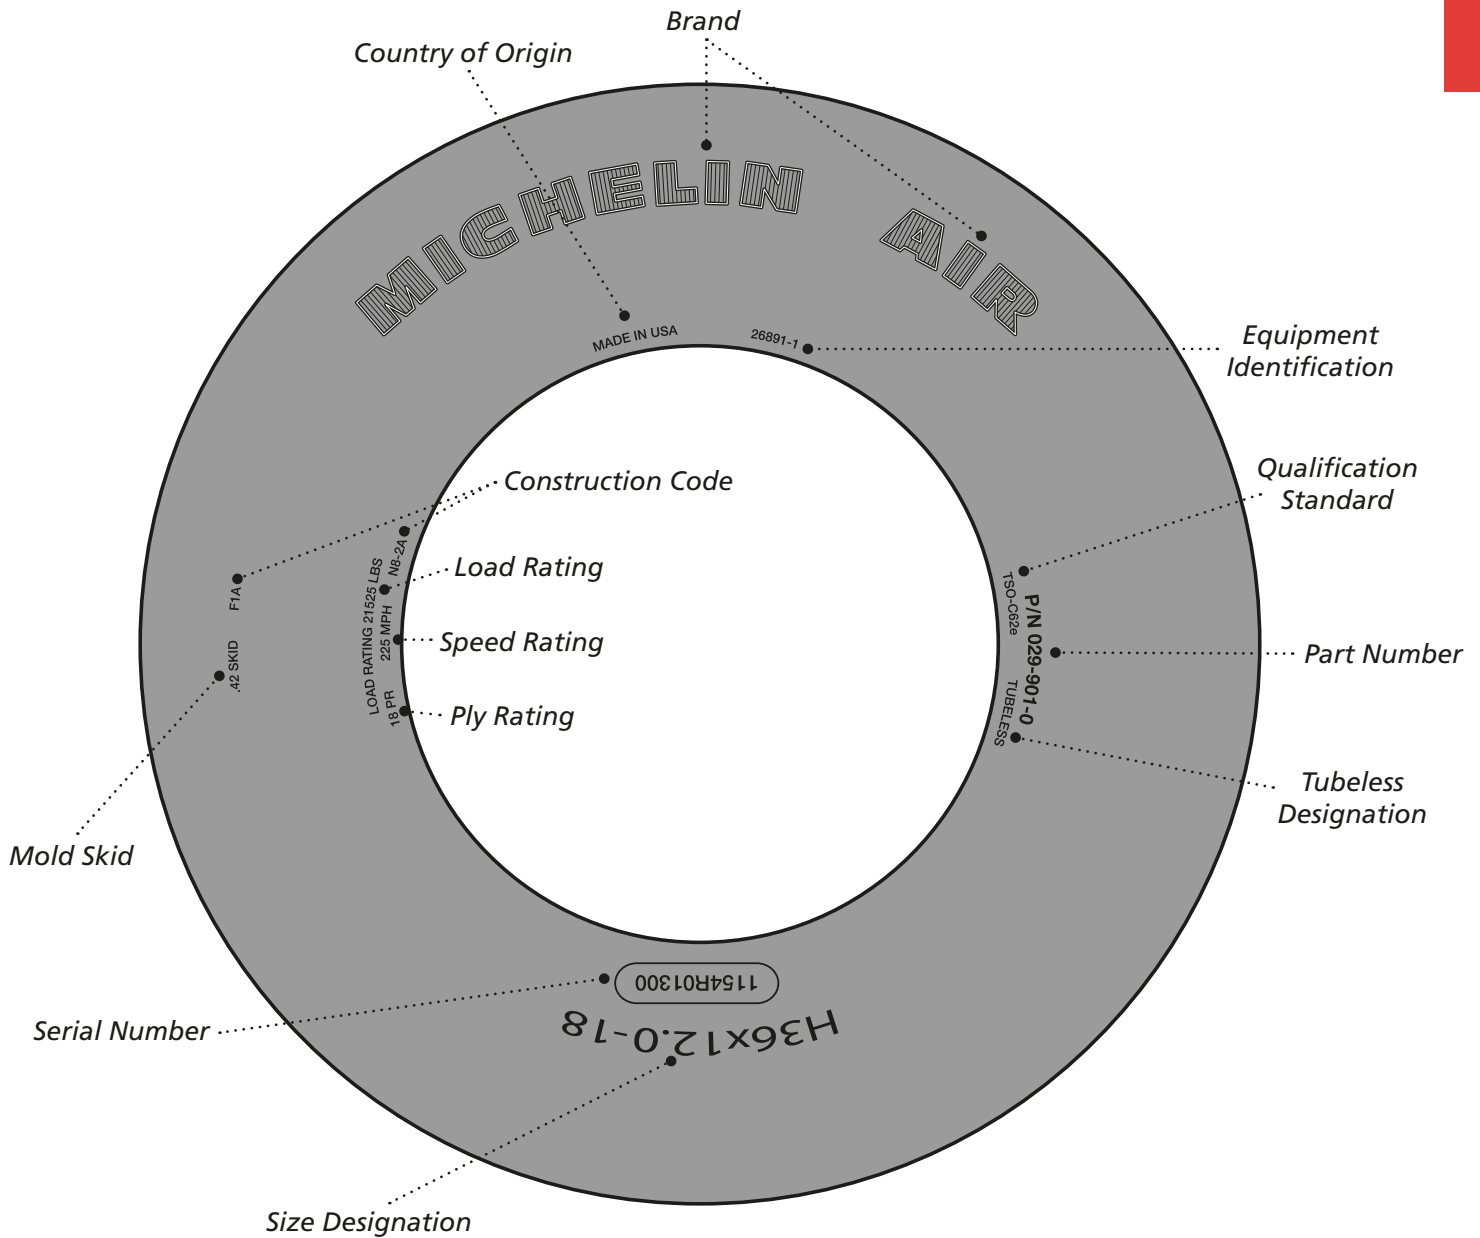 Brand
Country of Origin
MICHELIN AIR
MADE IN USA
26891-1
Equipment
Identification
Construction Code
N8-2A
F1A
Qualification
Standard
TSO-C62e
Load Rating
LOAD RATING 21525 LBS
Speed Rating
225 MPH
P/N 029-901-0
Part Number
.42 SKID
Ply Rating
18 PR
TUBELESS
Tubeless
Designation
Mold Skid
1154R01300
Serial Number
H36x12.0-18
Size Designation